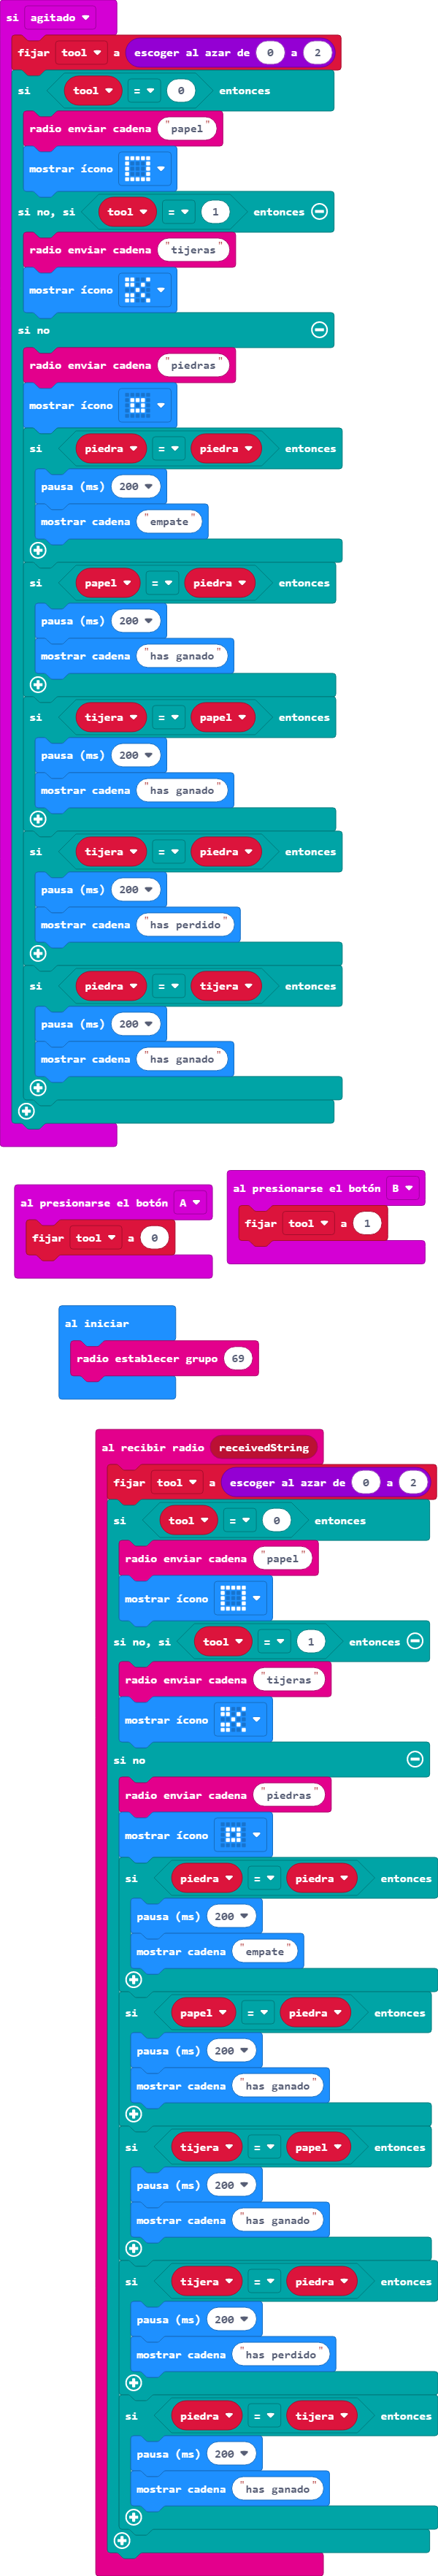 si agitado
fijar tool a escoger al azar de 0 a 2
si tool = 0 entonces
radio enviar cadena "papel"
mostrar ícono
si no, si tool = 1 entonces
radio enviar cadena "tijeras"
mostrar ícono
si no
radio enviar cadena "piedras"
mostrar ícono
si piedra = piedra entonces
pausa (ms) 200
mostrar cadena "empate"
si papel = piedra entonces
pausa (ms) 200
mostrar cadena "has ganado"
si tijera = papel entonces
pausa (ms) 200
mostrar cadena "has ganado"
si tijera = piedra entonces
pausa (ms) 200
mostrar cadena "has perdido"
si piedra = tijera entonces
pausa (ms) 200
mostrar cadena "has ganado"
al presionarse el botón A
fijar tool a 0
al presionarse el botón B
fijar tool a 1
al iniciar
radio establecer grupo 69
al recibir radio receivedString
fijar tool a escoger al azar de 0 a 2
si tool = 0 entonces
radio enviar cadena "papel"
mostrar ícono
si no, si tool = 1 entonces
radio enviar cadena "tijeras"
mostrar ícono
si no
radio enviar cadena "piedras"
mostrar ícono
si piedra = piedra entonces
pausa (ms) 200
mostrar cadena "empate"
si papel = piedra entonces
pausa (ms) 200
mostrar cadena "has ganado"
si tijera = papel entonces
pausa (ms) 200
mostrar cadena "has ganado"
si tijera = piedra entonces
pausa (ms) 200
mostrar cadena "has perdido"
si piedra = tijera entonces
pausa (ms) 200
mostrar cadena "has ganado"